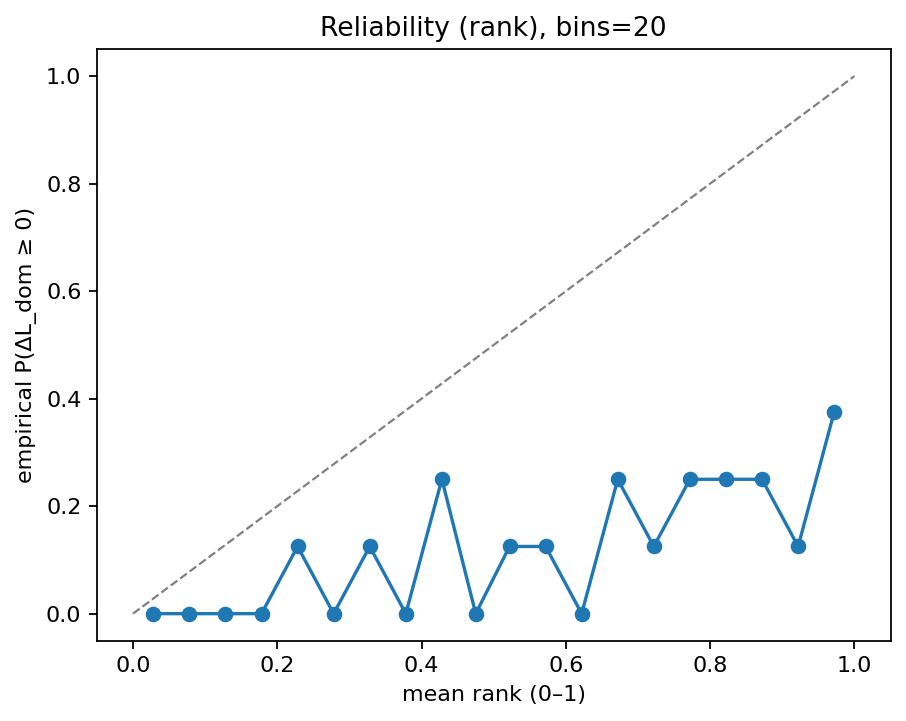 Reliability (rank), bins=20
1.0
0.8
0.6
0.4
0.2
0.0
empirical P(ΔL_dom ≥ 0)
0.0 0.2 0.4 0.6 0.8 1.0
mean rank (0–1)